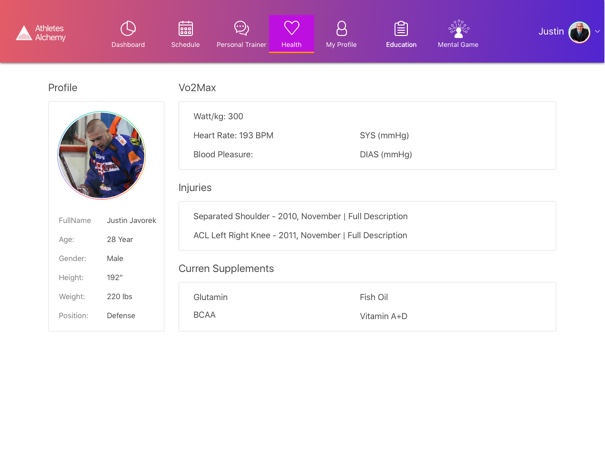 Athletes
Alchemy
Dashboard
Schedule
Personal Trainer
Health
My Profile
Education
Mental Game
Justin
Profile
FullName Justin Javorek
Age: 28 Year
Gender: Male
Height: 192"
Weight: 220 lbs
Position: Defense
Vo2Max
Watt/kg: 300
Heart Rate: 193 BPM SYS (mmHg)
Blood Pleasure: DIAS (mmHg)
Injuries
Separated Shoulder - 2010, November | Full Description
ACL Left Right Knee - 2011, November | Full Description
Curren Supplements
Glutamin Fish Oil
BCAA Vitamin A+D